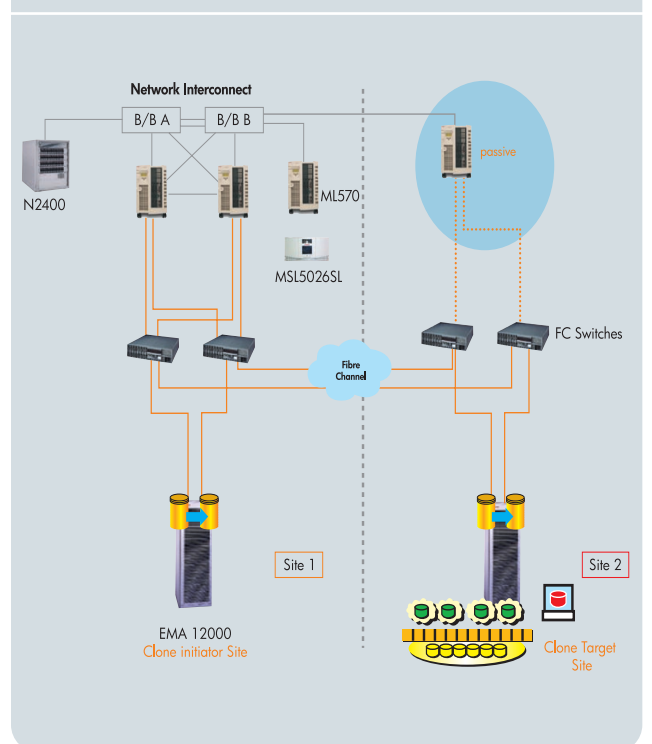 Network Interconnect
B/B A
B/B B
passive
N2400
ML570
MSL5026SL
FC Switches
Fibre
Channel
Site 1
Site 2
EMA 12000
Clone initiator Site
Clone Target
Site